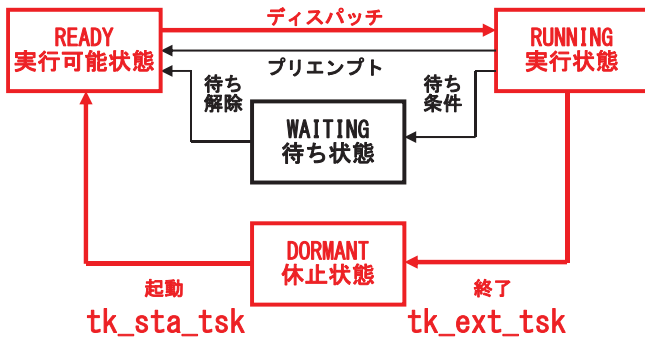 ディスパッチ
READY
実行可能状態
RUNNING
実行状態
プリエンプト
待ち
解除
待ち
条件
WAITING
待ち状態
DORMANT
休止状態
起動
tk_sta_tsk
終了
tk_ext_tsk